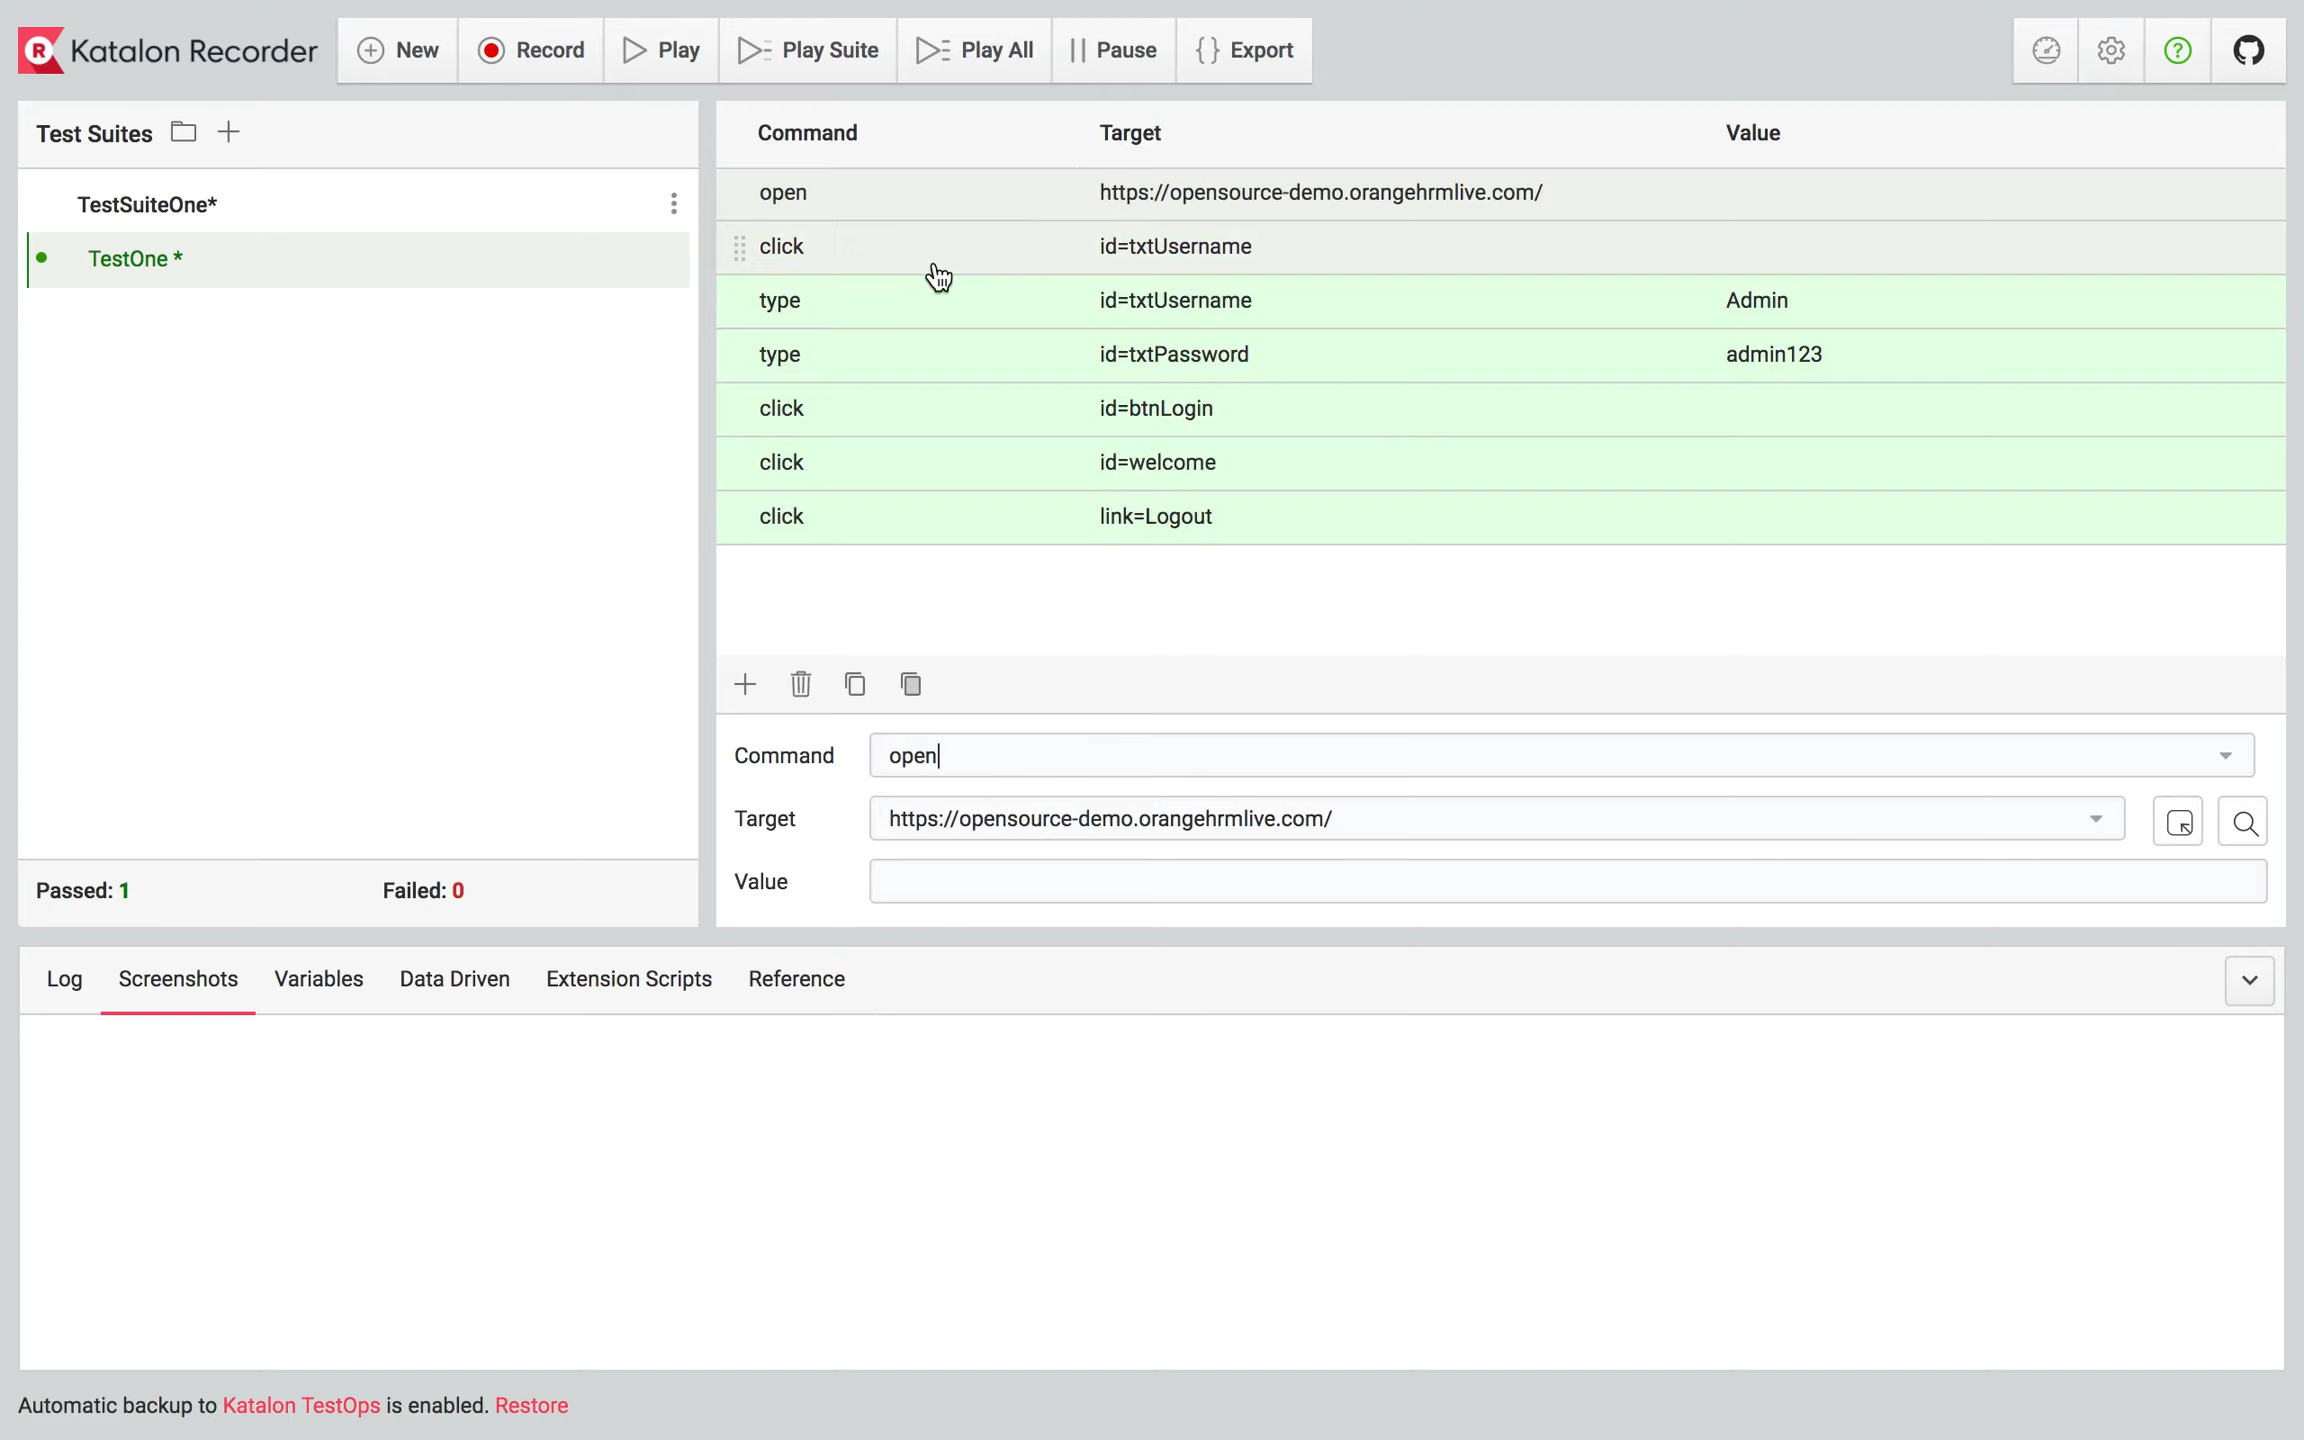 Katalon Recorder New Record Play Play Suite Play All Pause { } Export
Test Suites
TestSuiteOne*
TestOne *
Passed: 1 Failed: 0
Command Target Value
open https://opensource-demo.orangehrmlive.com/
click id=txtUsername
type id=txtUsername Admin
type id=txtPassword admin123
click id=btnLogin
click id=welcome
click link=Logout
Command open
Target https://opensource-demo.orangehrmlive.com/
Value
Log Screenshots Variables Data Driven Extension Scripts Reference
Automatic backup to Katalon TestOps is enabled. Restore